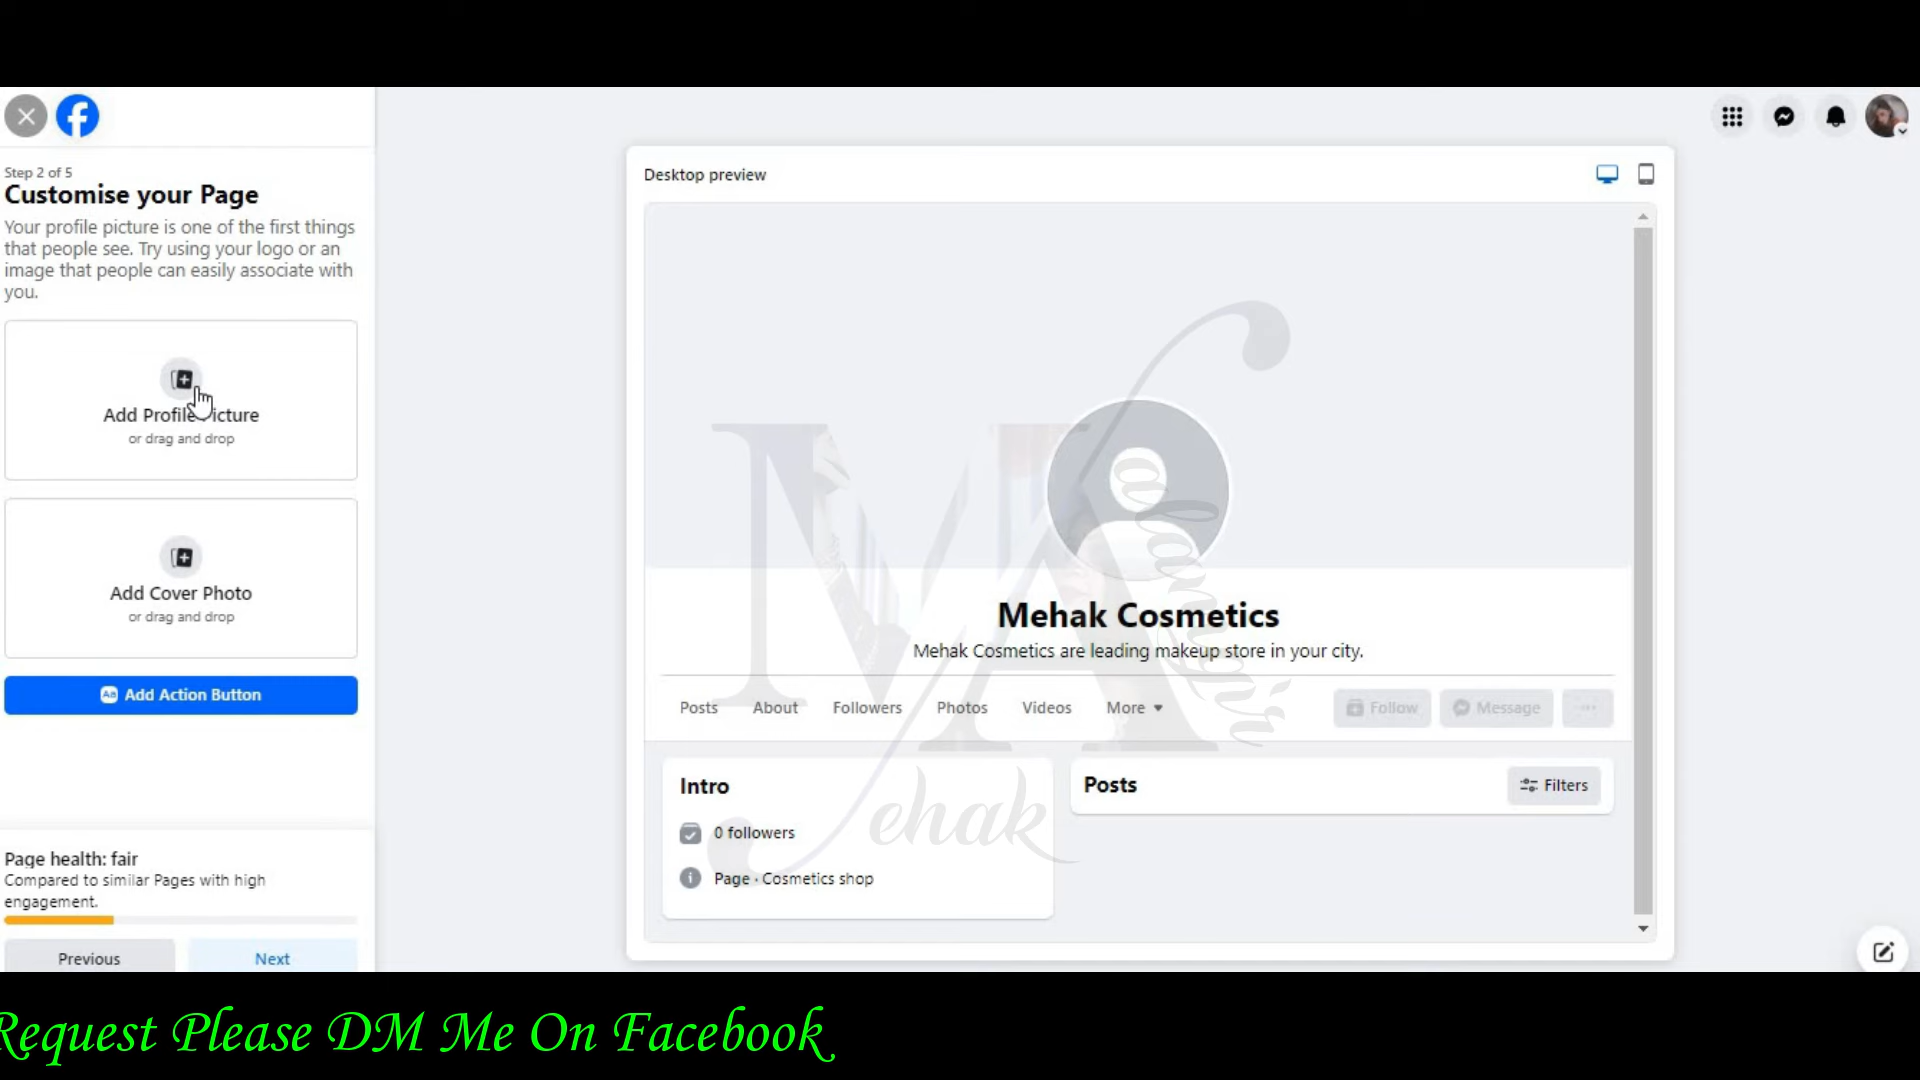 Step 2 of 5
Customise your Page
Your profile picture is one of the first things
that people see. Try using your logo or an
image that people can easily associate with
you.
Add Profile Picture
or drag and drop
Add Cover Photo
or drag and drop
Add Action Button
Page health: fair
Compared to similar Pages with high
engagement.
Previous
Next
Desktop preview
Mehak Cosmetics
Mehak Cosmetics are leading makeup store in your city.
Posts
About
Followers
Photos
Videos
More
Follow
Message
Intro
0 followers
Page · Cosmetics shop
Posts
Filters
Mehak
Request Please DM Me On Facebook